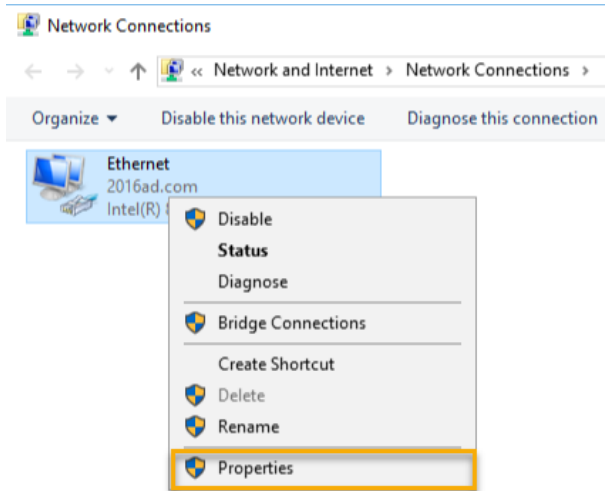 Network Connections
« Network and Internet > Network Connections >
Organize Disable this network device Diagnose this connection
Ethernet
2016ad.com
Intel(R)
Disable
Status
Diagnose
Bridge Connections
Create Shortcut
Delete
Rename
Properties